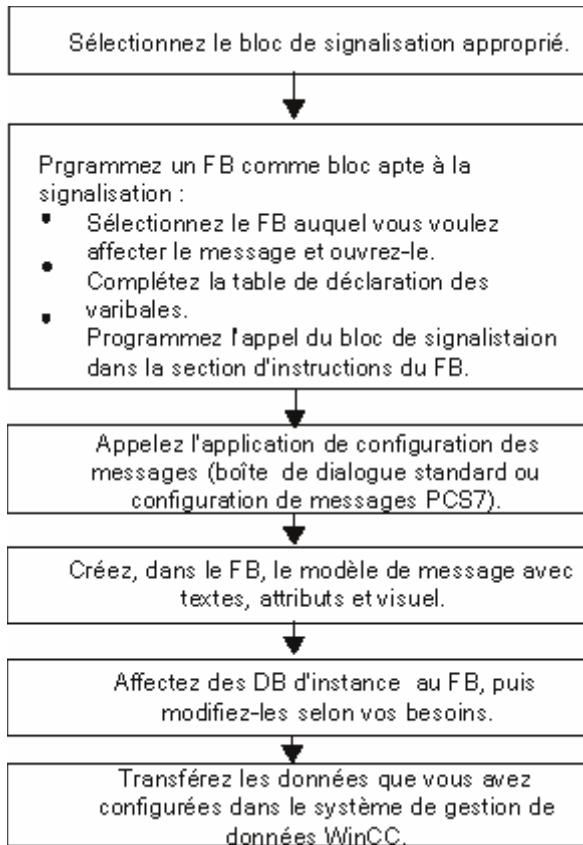 Sélectionnez le bloc de signalisation approprié.
Prgrammez un FB comme bloc apte à la
signalisation :
• Sélectionnez le FB auquel vous voulez
affecter le message et ouvrez-le.
• Complétez la table de déclaration des
varibales.
• Programmez l'appel du bloc de signalistaion
dans la section d'instructions du FB.
Appelez l'application de configuration des
messages (boîte de dialogue standard ou
configuration de messages PCS7).
Créez, dans le FB, le modèle de message avec
textes, attributs et visuel.
Affectez des DB d'instance au FB, puis
modifiez-les selon vos besoins.
Transférez les données que vous avez
configurées dans le système de gestion de
données WinCC.